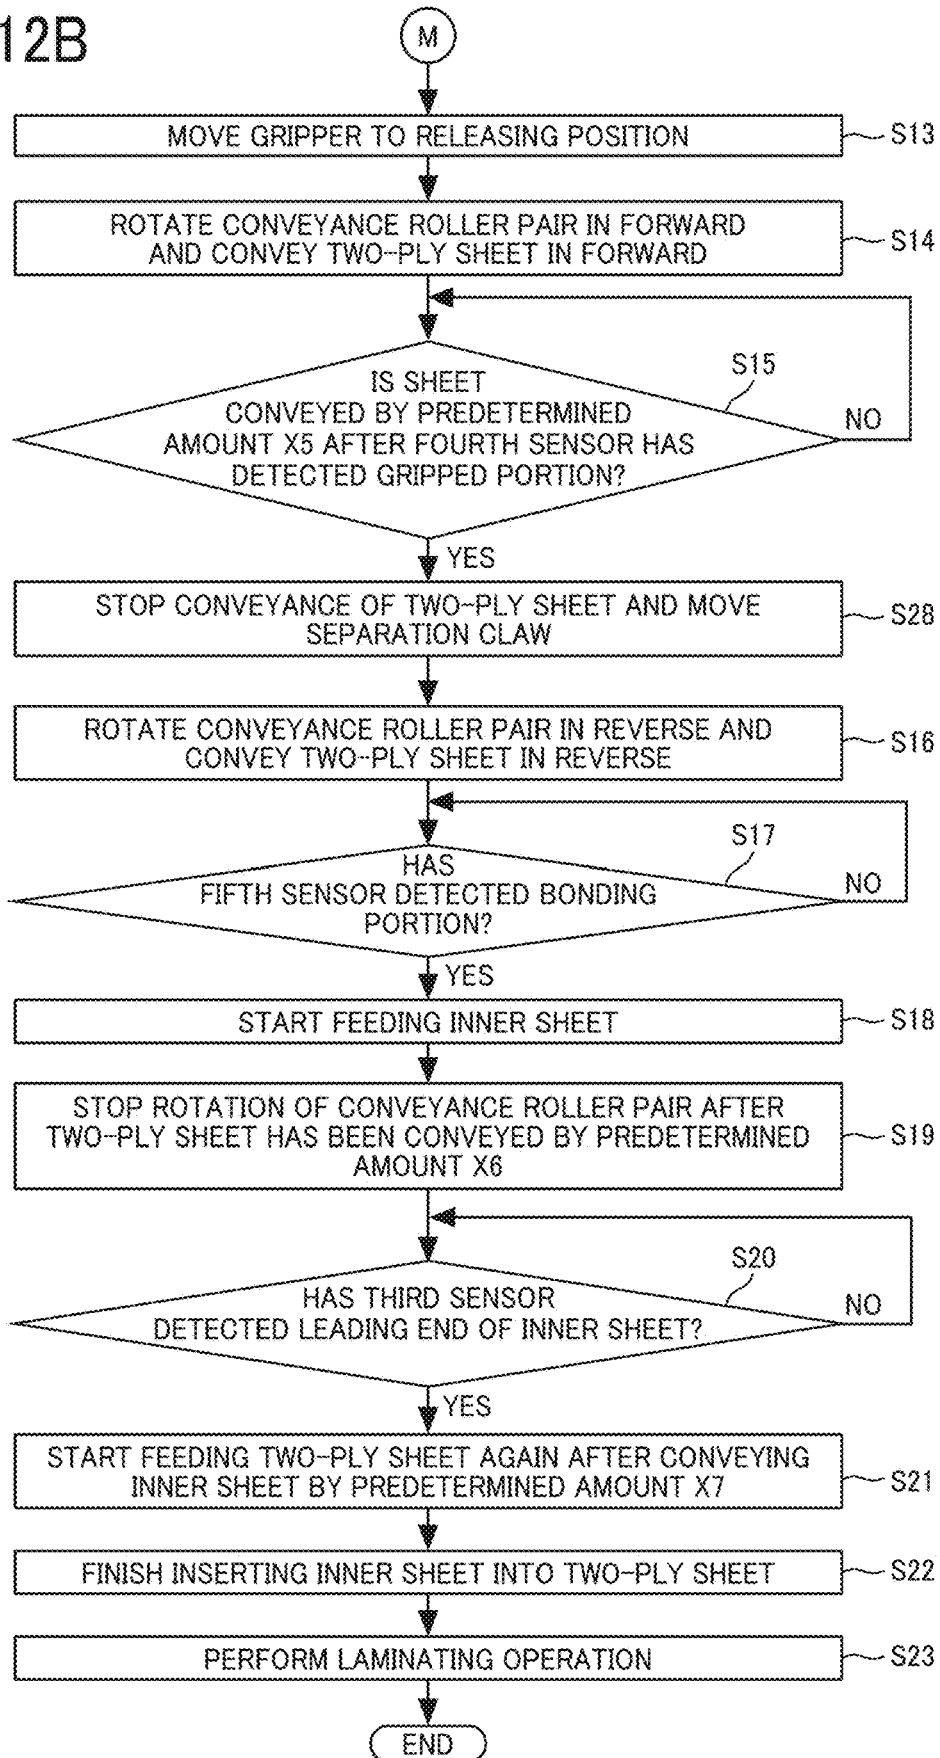 12B
M
MOVE GRIPPER TO RELEASING POSITION
S13
ROTATE CONVEYANCE ROLLER PAIR IN FORWARD
AND CONVEY TWO-PLY SHEET IN FORWARD
S14
S15
IS SHEET
CONVEYED BY PREDETERMINED
AMOUNT X5 AFTER FOURTH SENSOR HAS
DETECTED GRIPPED PORTION?
NO
YES
STOP CONVEYANCE OF TWO-PLY SHEET AND MOVE
SEPARATION CLAW
S28
ROTATE CONVEYANCE ROLLER PAIR IN REVERSE AND
CONVEY TWO-PLY SHEET IN REVERSE
S16
S17
HAS
FIFTH SENSOR DETECTED BONDING
PORTION?
NO
YES
START FEEDING INNER SHEET
S18
STOP ROTATION OF CONVEYANCE ROLLER PAIR AFTER
TWO-PLY SHEET HAS BEEN CONVEYED BY PREDETERMINED
AMOUNT X6
S19
S20
HAS THIRD SENSOR
DETECTED LEADING END OF INNER SHEET?
NO
YES
START FEEDING TWO-PLY SHEET AGAIN AFTER CONVEYING
INNER SHEET BY PREDETERMINED AMOUNT X7
S21
FINISH INSERTING INNER SHEET INTO TWO-PLY SHEET
S22
PERFORM LAMINATING OPERATION
S23
END